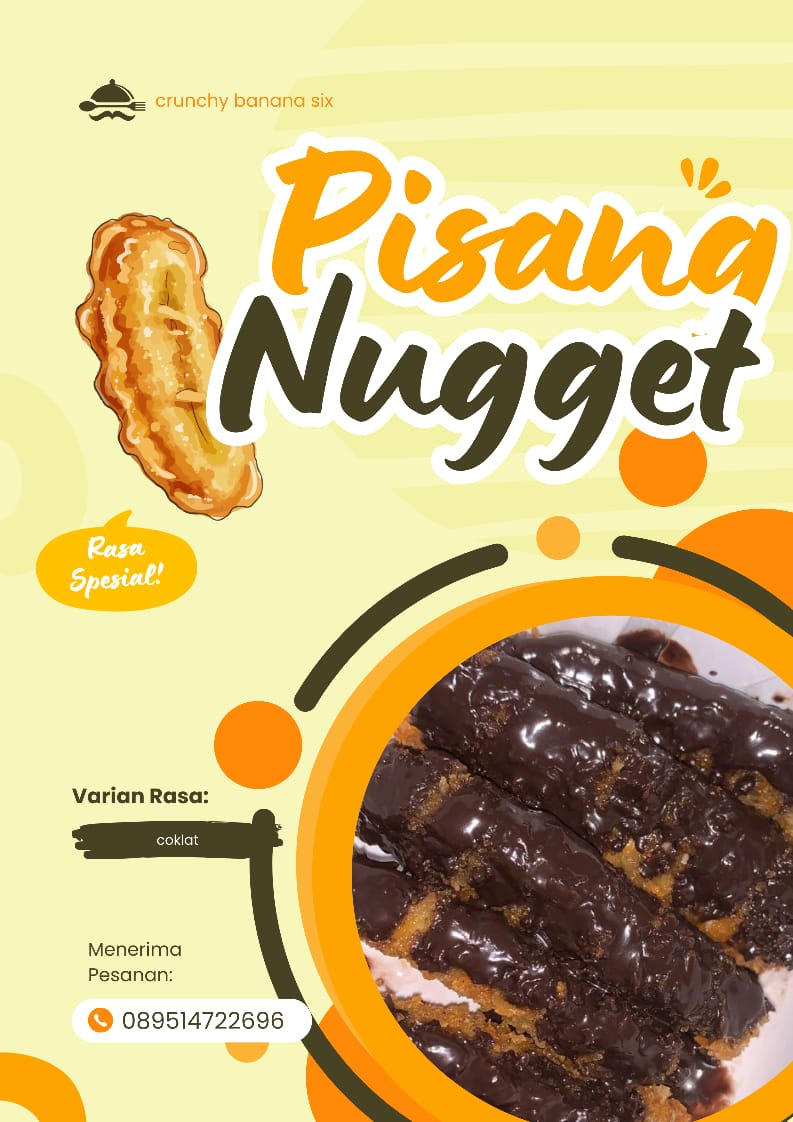 crunchy banana six
Pisang
Nugget
Rasa
Spesial!
Varian Rasa:
coklat
Menerima
Pesanan:
089514722696